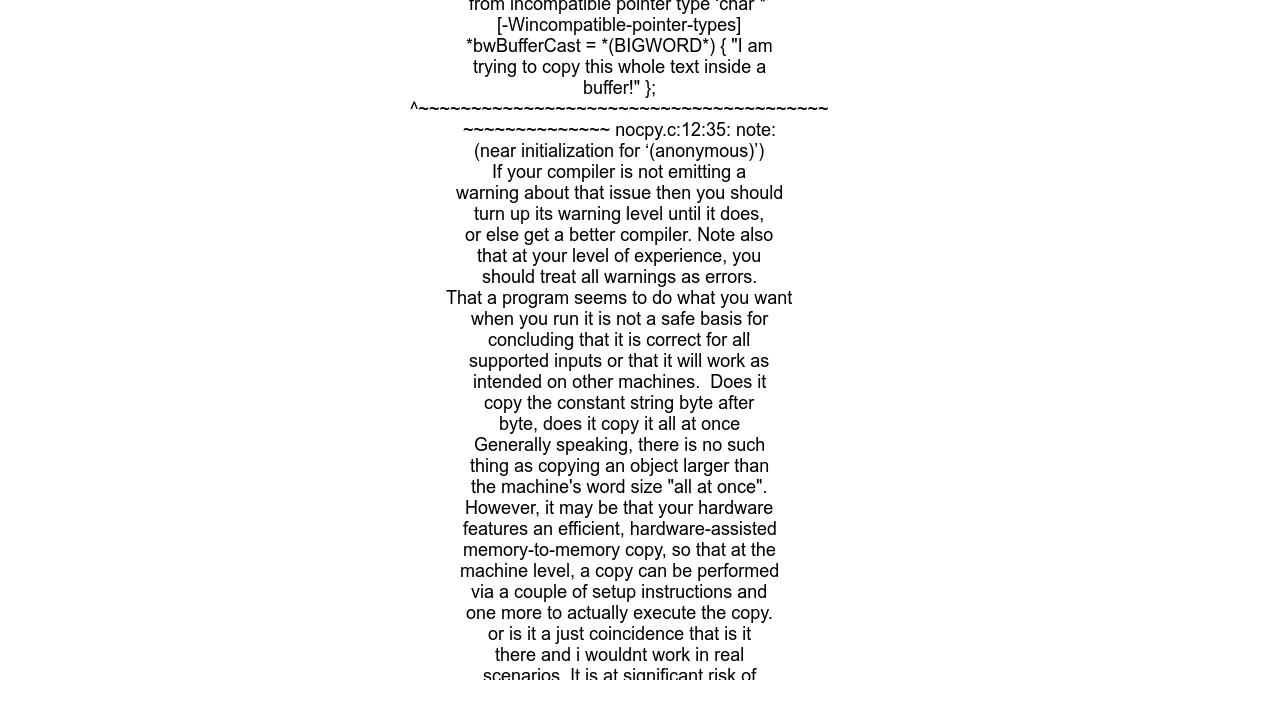 from incompatible pointer type ‘char *’
[-Wincompatible-pointer-types]
*bwBufferCast = *(BIGWORD*) { "I am
trying to copy this whole text inside a
buffer!" };
^~~~~~~~~~~~~~~~~~~~~~~~~~~~~~~~~~~~~~~~
~~~~~~~~~~~~~~ nocpy.c:12:35: note:
(near initialization for ‘(anonymous)’)
If your compiler is not emitting a
warning about that issue then you should
turn up its warning level until it does,
or else get a better compiler. Note also
that at your level of experience, you
should treat all warnings as errors.
That a program seems to do what you want
when you run it is not a safe basis for
concluding that it is correct for all
supported inputs or that it will work as
intended on other machines.  Does it
copy the constant string byte after
byte, does it copy it all at once
Generally speaking, there is no such
thing as copying an object larger than
the machine's word size "all at once".
However, it may be that your hardware
features an efficient, hardware-assisted
memory-to-memory copy, so that at the
machine level, a copy can be performed
via a couple of setup instructions and
one more to actually execute the copy.
or is it a just coincidence that is it
there and i wouldnt work in real
scenarios. It is at significant risk of